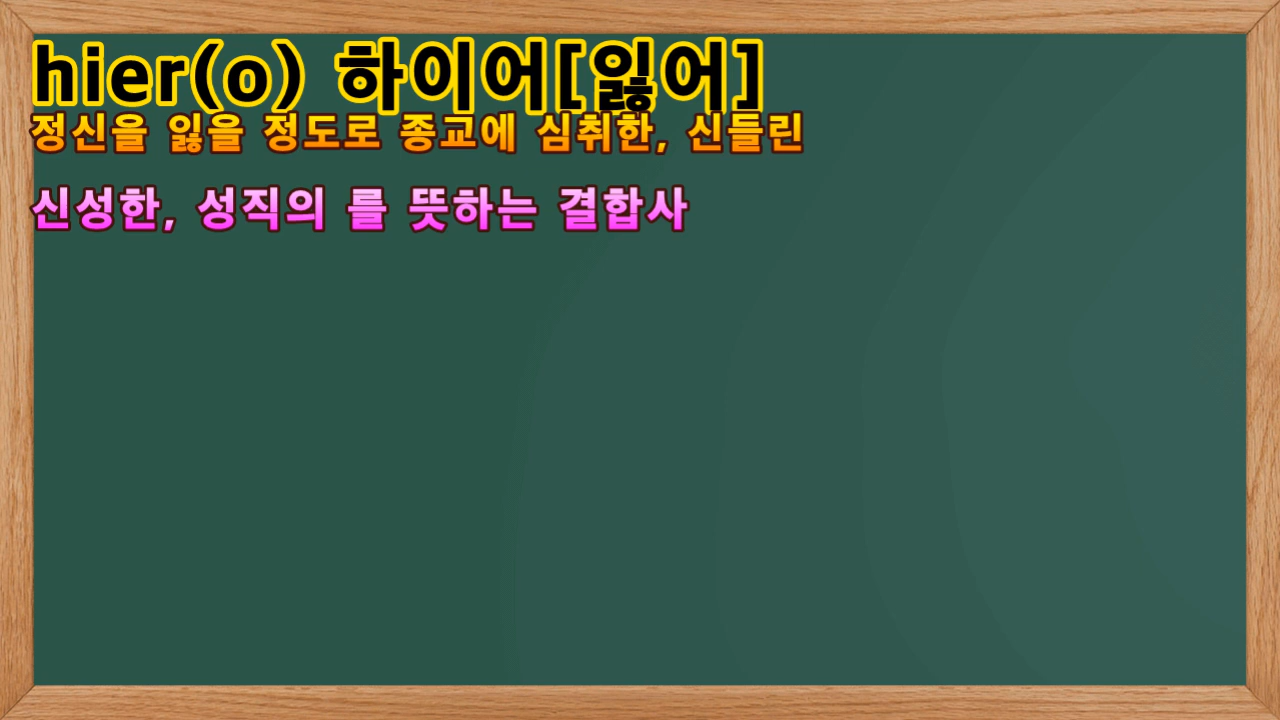 hier(o) 하이어[잃어]
정신을 잃을 정도로 종교에 심취한, 신들린
신성한, 성직의 를 뜻하는 결합사